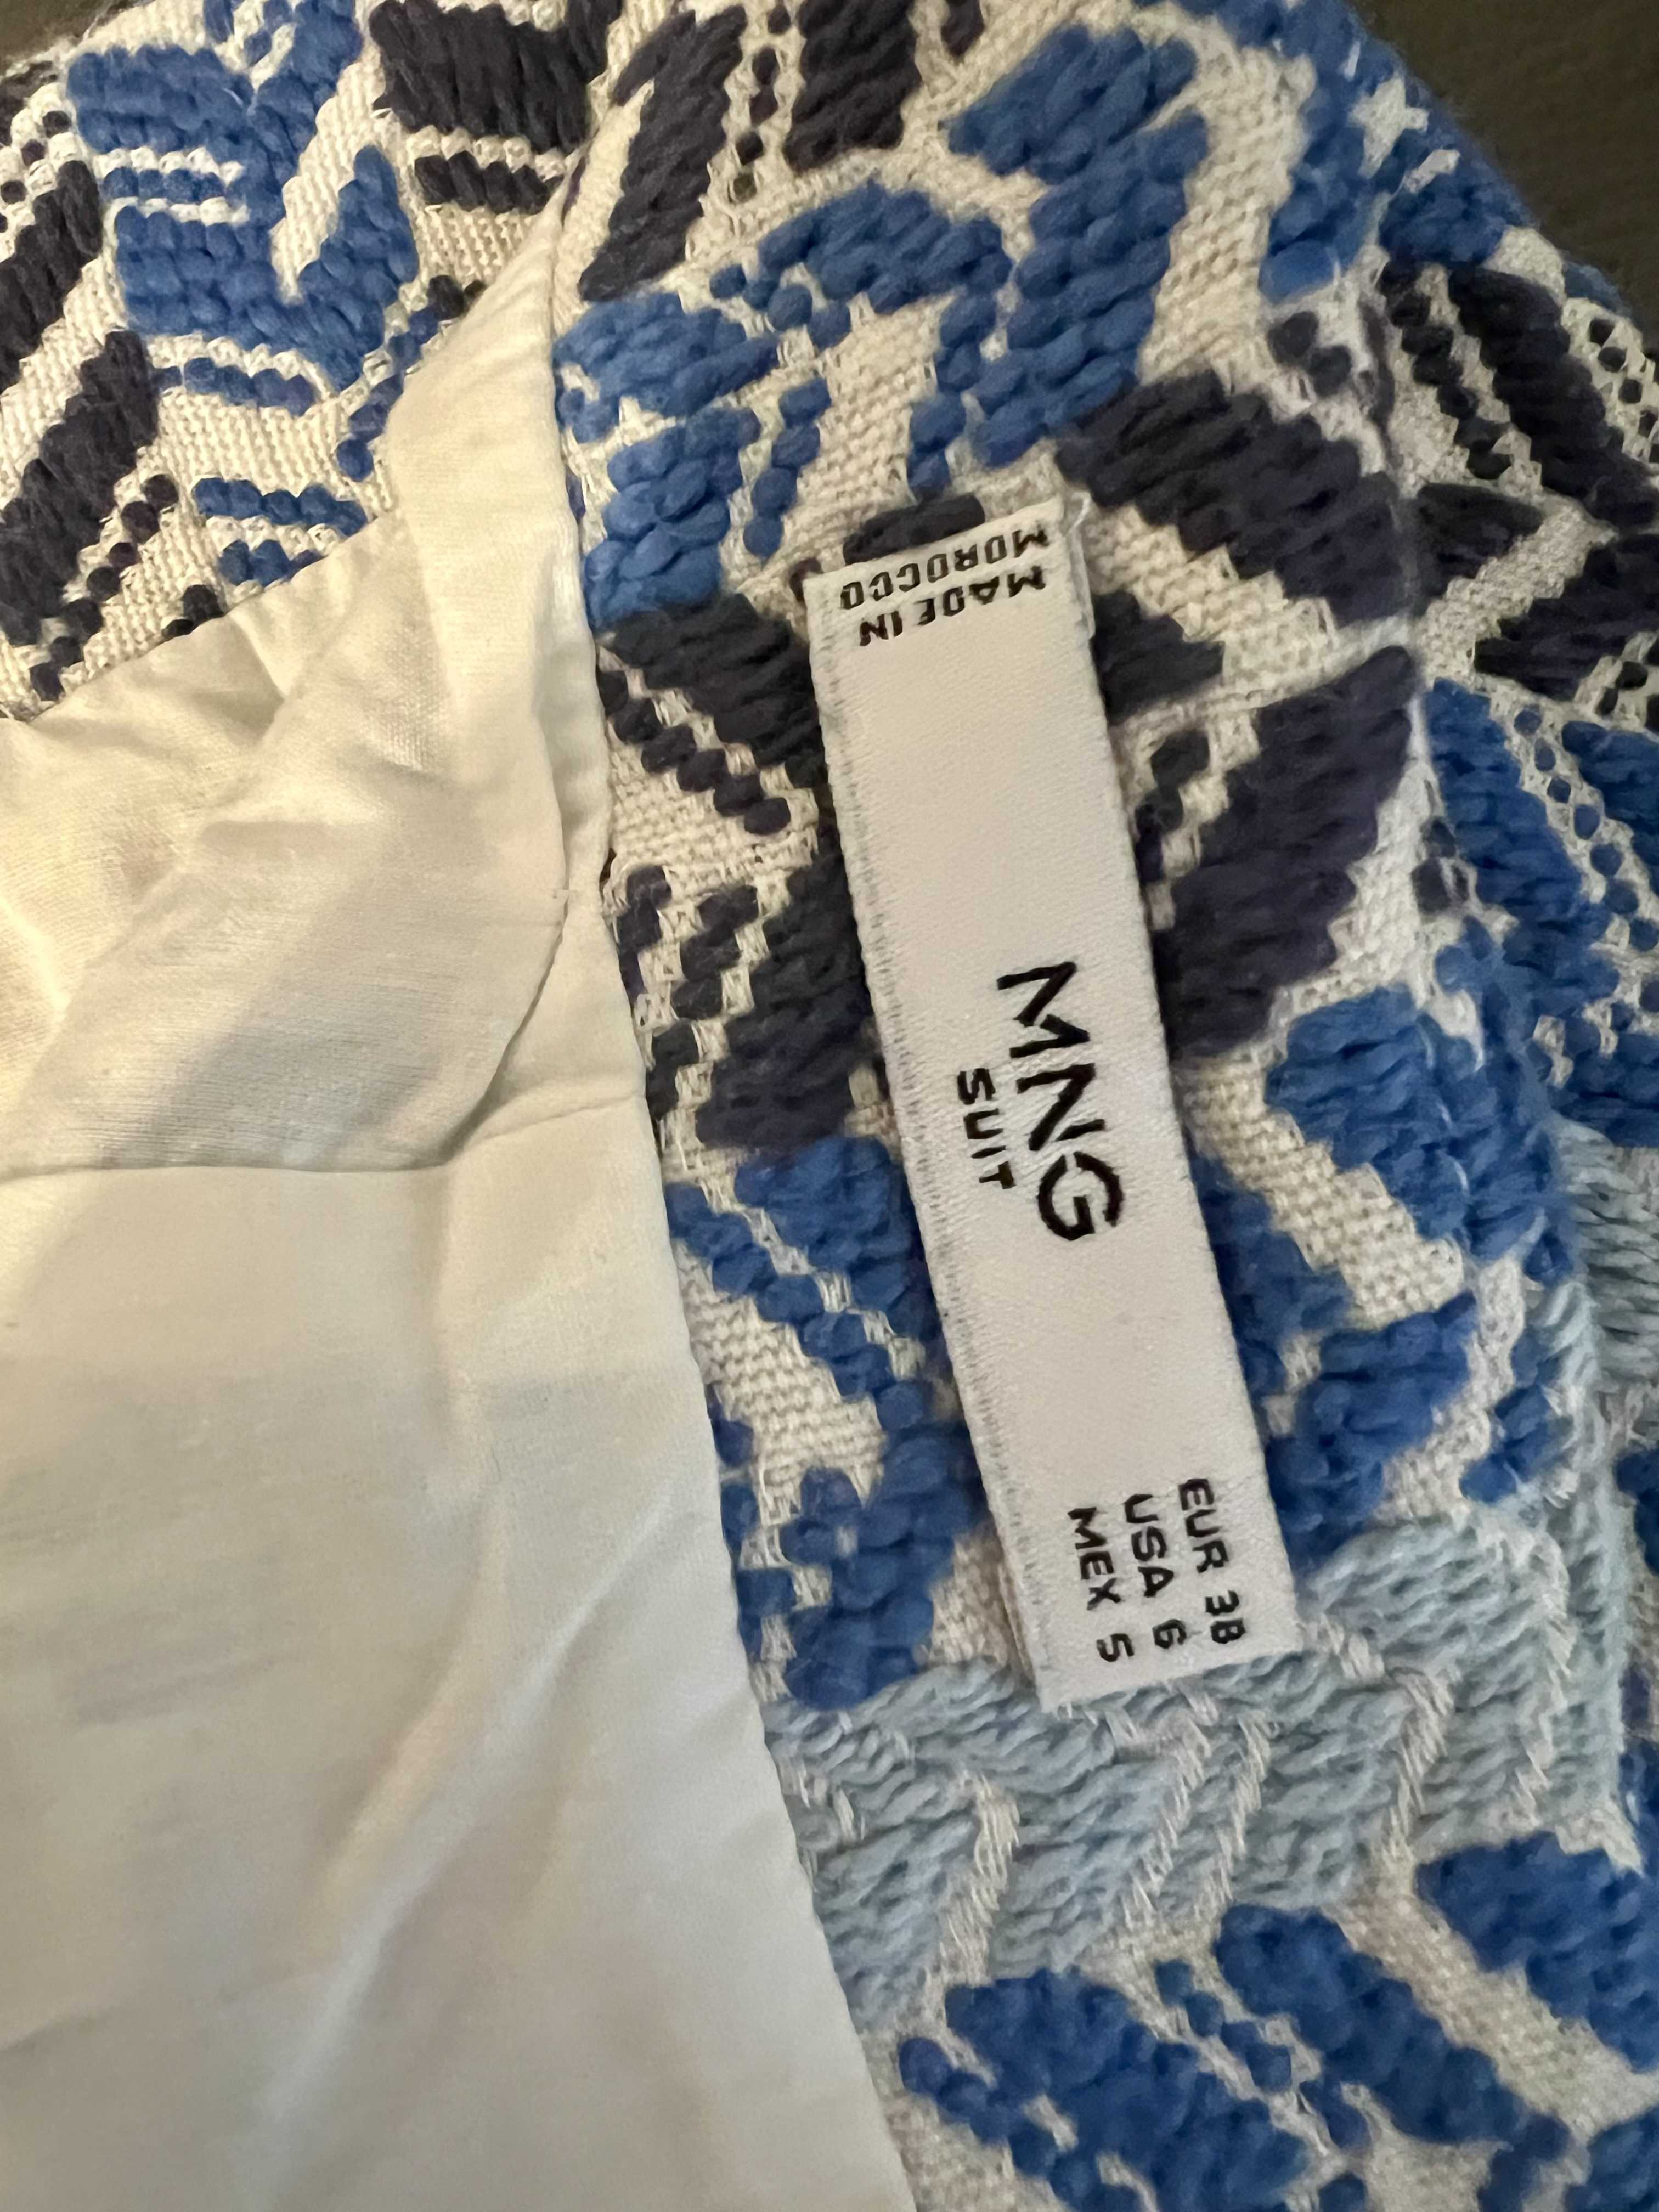 MADE IN
MOROCCO
MNG
SUIT
EUR 38
USA 6
MEX 5